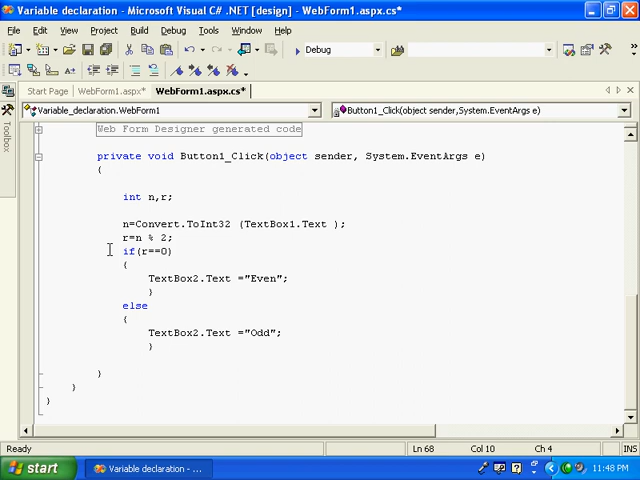 Variable declaration - Microsoft Visual C# .NET [design] - WebForm1.aspx.cs*
File Edit View Project Build Debug Tools Window Help
Debug
Start Page WebForm1.aspx* WebForm1.aspx.cs*
Variable_declaration.WebForm1 Button1_Click(object sender,System.EventArgs e)
Toolbox
Web Form Designer generated code
private void Button1_Click(object sender, System.EventArgs e)
{
int n,r;
n=Convert.ToInt32 (TextBox1.Text );
r=n % 2;
if(r==0)
{
TextBox2.Text ="Even";
}
else
{
TextBox2.Text ="Odd";
}
}
}
}
Ready Ln 68 Col 10 Ch 4 INS
start Variable declaration - ... 11:48 PM